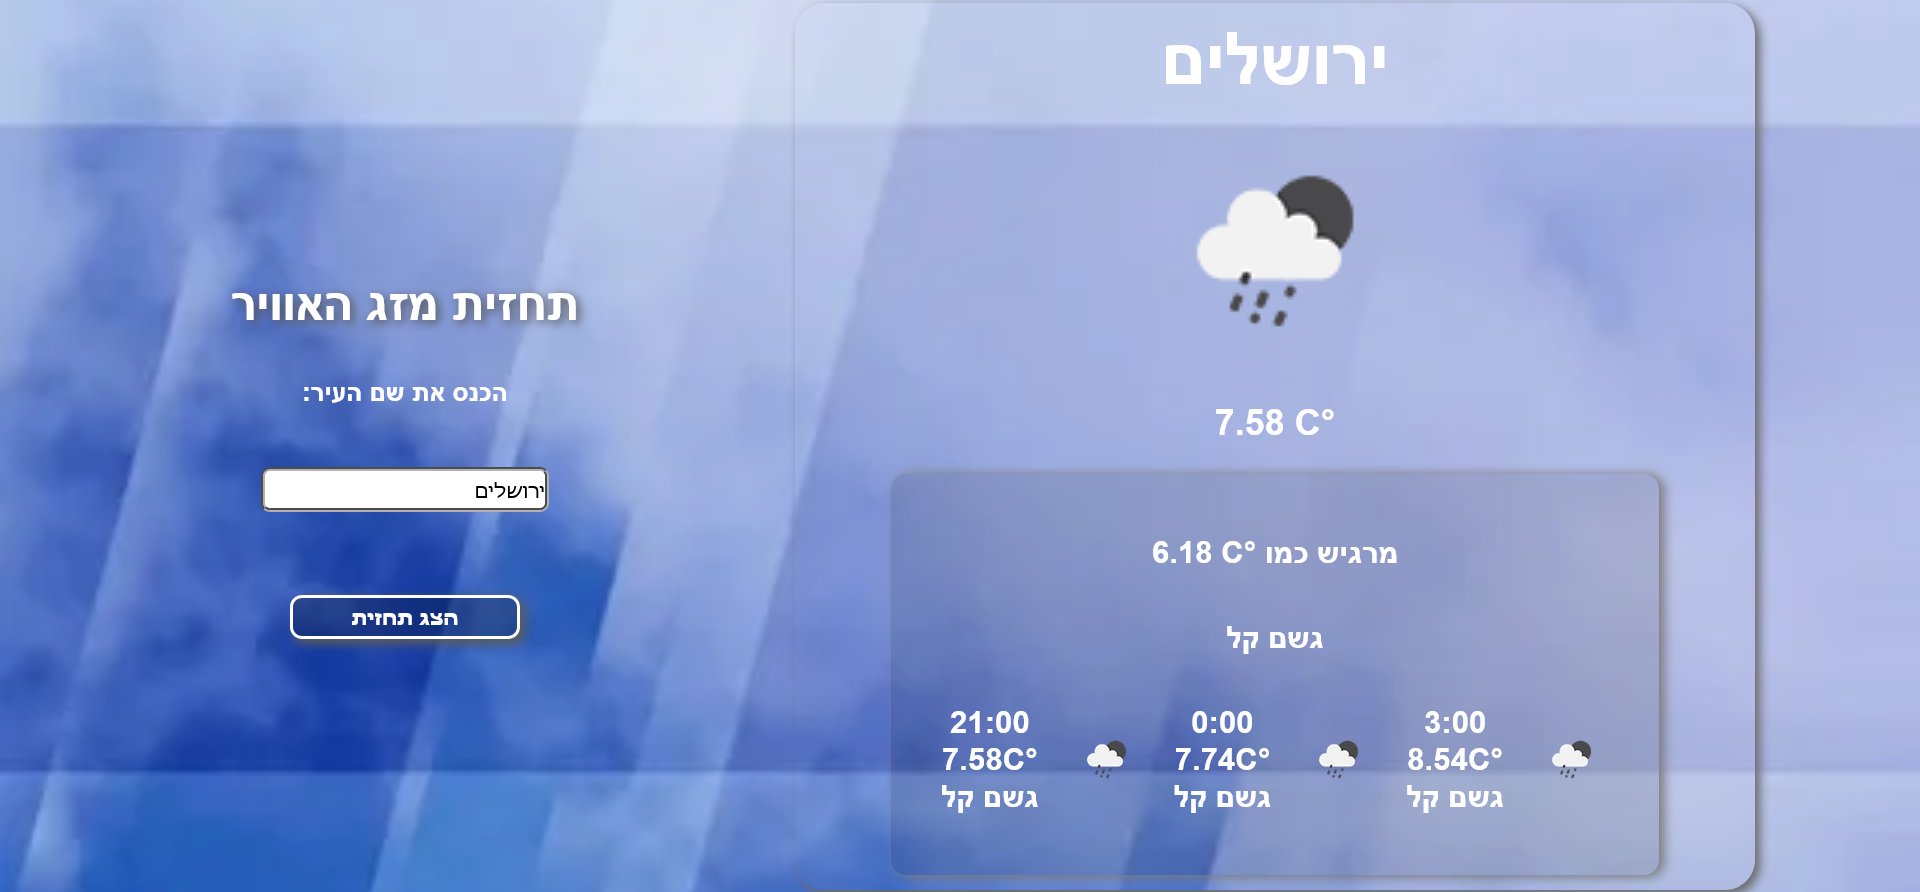 ירושלים
7.58 C°
מרגיש כמו 6.18 C°
גשם קל
21:00 0:00 3:00
7.58C° 7.74C° 8.54C°
גשם קל גשם קל גשם קל
תחזית מזג האוויר
הכנס את שם העיר:
ירושלים
הצג תחזית